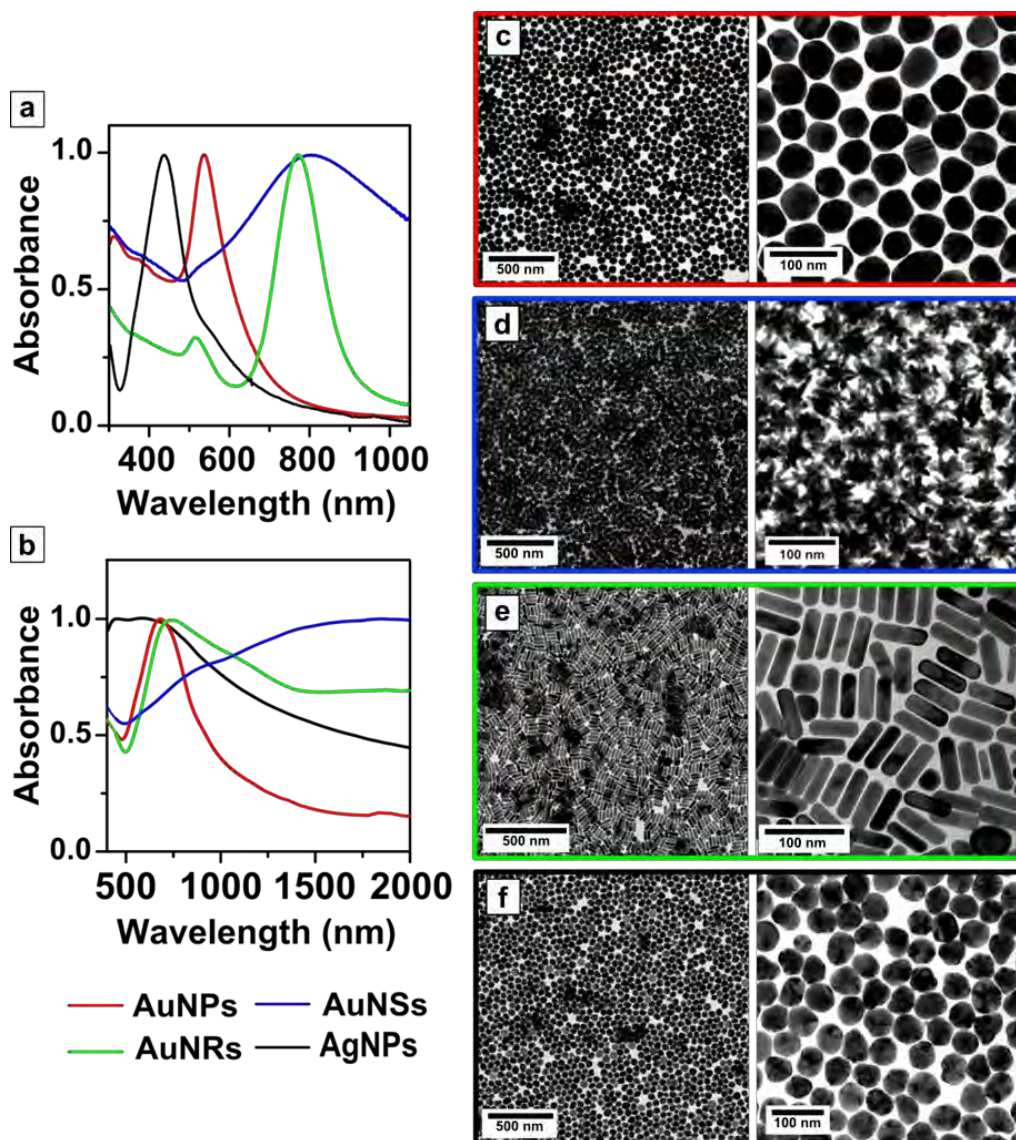 a
1.0
0.5
0.0
Absorbance
400 600 800 1000
Wavelength (nm)
b
1.0
0.5
0.0
Absorbance
500 1000 1500 2000
Wavelength (nm)
AuNPs AuNSs
AuNRs AgNPs
c
500 nm
100 nm
d
500 nm
100 nm
e
500 nm
100 nm
f
500 nm
100 nm